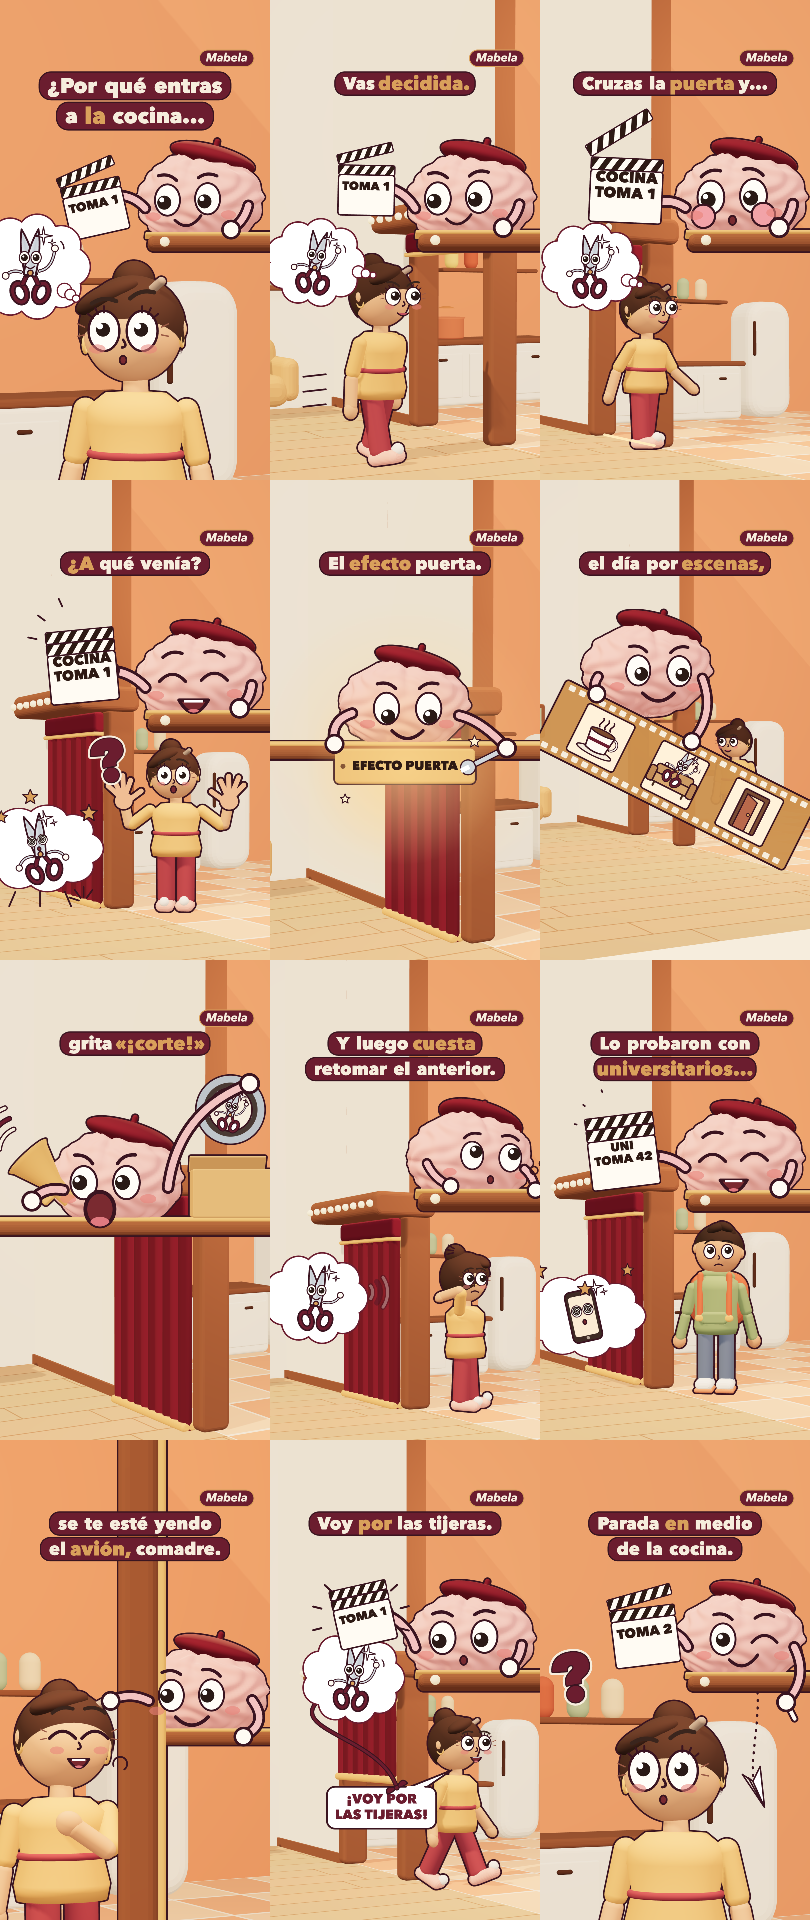 Mabela
¿Por qué entras
a la cocina...
TOMA 1
Mabela
Vas decidida.
TOMA 1
Mabela
Cruzas la puerta y...
COCINA
TOMA 1
Mabela
¿A qué venía?
COCINA
TOMA 1
?
Mabela
El efecto puerta.
EFECTO PUERTA
Mabela
el día por escenas,
Mabela
grita «¡corte!»
Mabela
Y luego cuesta
retomar el anterior.
Mabela
Lo probaron con
universitarios...
UNI
TOMA 42
Mabela
se te esté yendo
el avión, comadre.
Mabela
Voy por las tijeras.
TOMA 1
¡VOY POR
LAS TIJERAS!
Mabela
Parada en medio
de la cocina.
TOMA 2
?